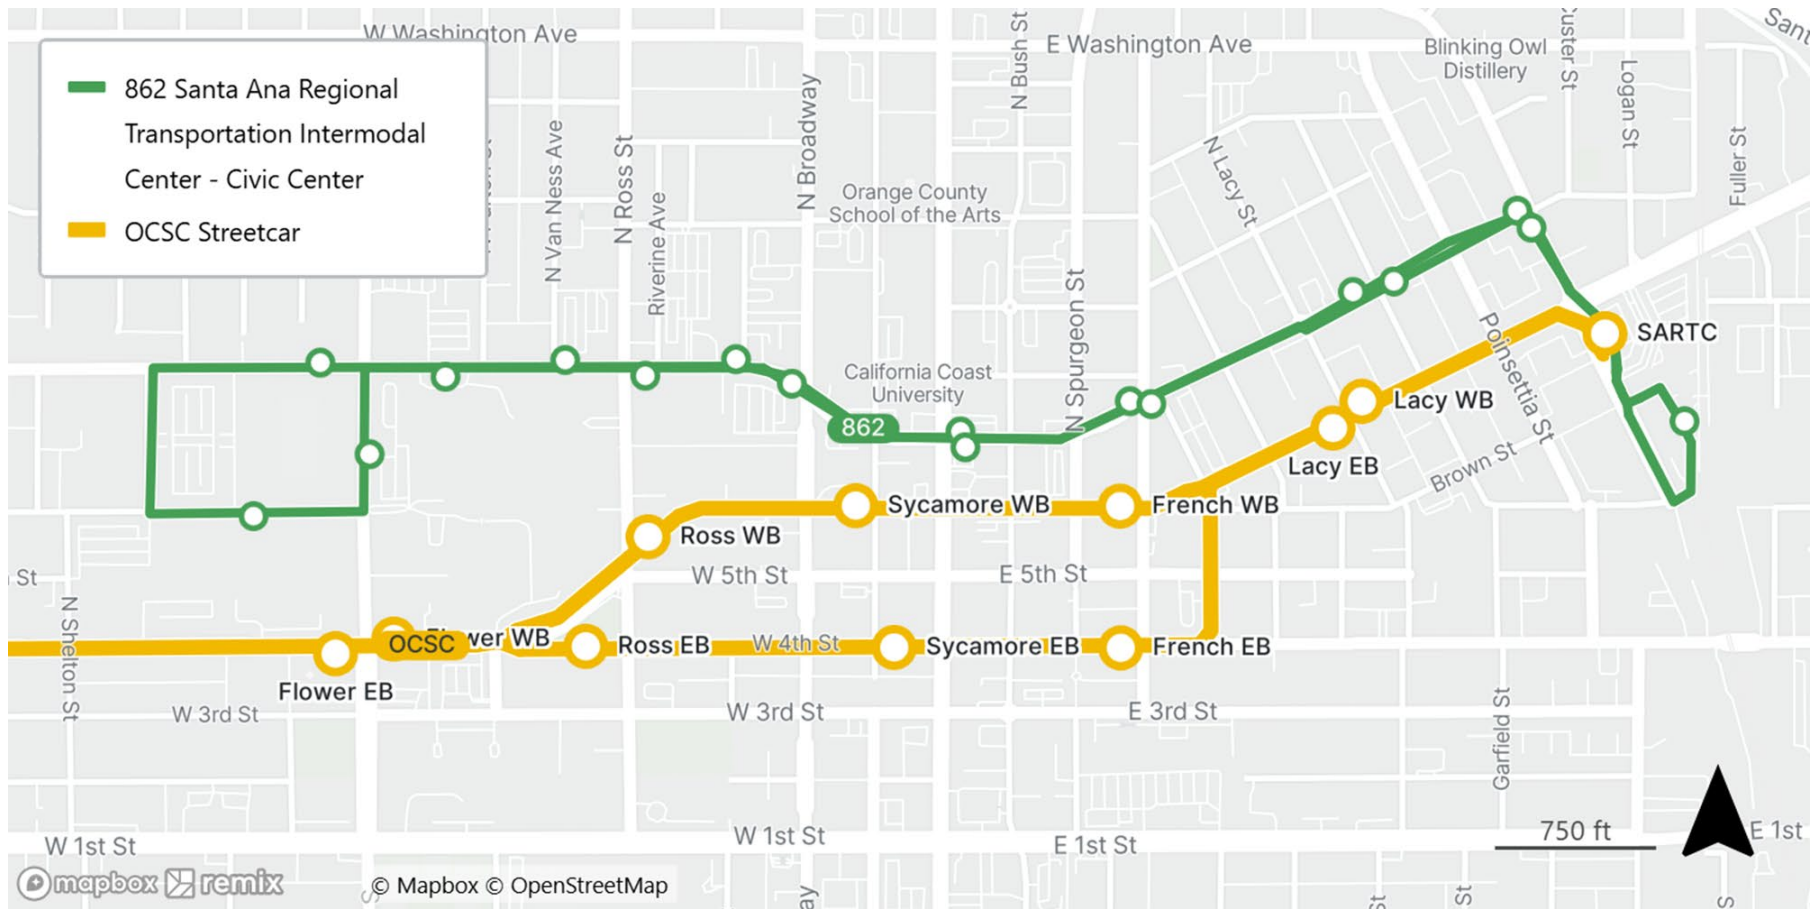 W Washington Ave
E Washington Ave
Blinking Owl
Distillery
Custer St
Logan St
Fuller St
N Bush St
862 Santa Ana Regional
Transportation Intermodal
Center - Civic Center
OCSC Streetcar
N Van Ness Ave
N Ross St
Riverine Ave
N Broadway
Orange County
School of the Arts
N Lacy St
N Spurgeon St
California Coast
University
862
Poinsettia St
SARTC
Lacy WB
Lacy EB
Brown St
Sycamore WB
French WB
Ross WB
W 5th St
E 5th St
St
N Shelton St
OCSC
Flower WB
Ross EB
W 4th St
Sycamore EB
French EB
Flower EB
W 3rd St
W 3rd St
E 3rd St
Garfield St
W 1st St
W 1st St
E 1st St
750 ft
E 1st
mapbox remix
© Mapbox © OpenStreetMap
St
St